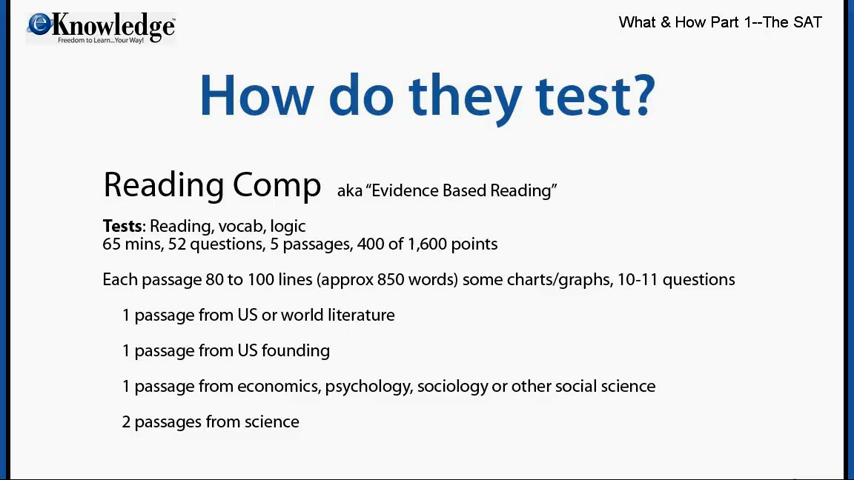 eKnowledge™
Freedom to Learn...Your Way!
What & How Part 1--The SAT
How do they test?
Reading Comp aka “Evidence Based Reading”
Tests: Reading, vocab, logic
65 mins, 52 questions, 5 passages, 400 of 1,600 points
Each passage 80 to 100 lines (approx 850 words) some charts/graphs, 10-11 questions
1 passage from US or world literature
1 passage from US founding
1 passage from economics, psychology, sociology or other social science
2 passages from science